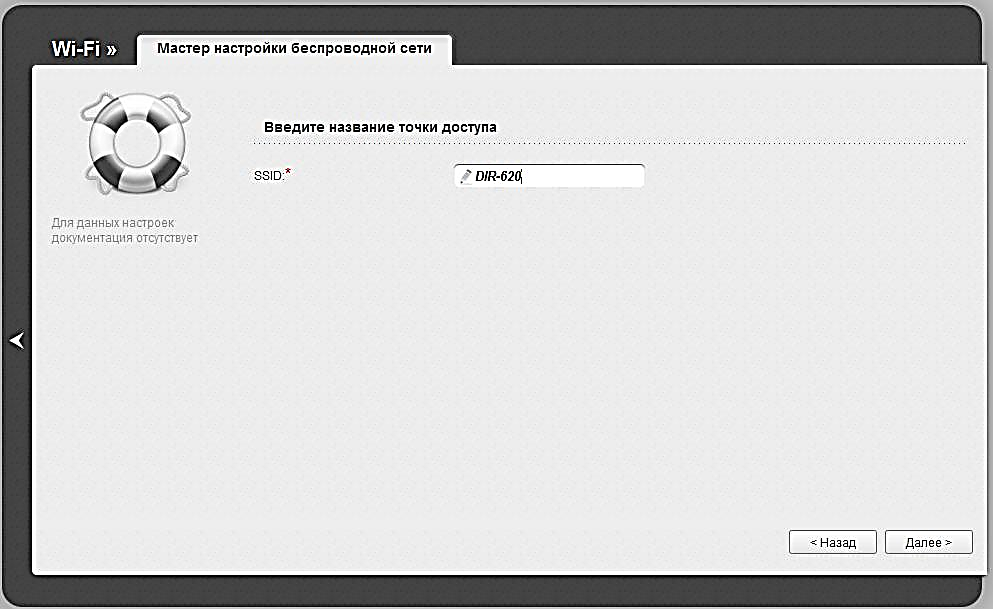 Wi-Fi »
Мастер настройки беспроводной сети
Введите название точки доступа
SSID:*
DIR-620
Для данных настроек
документация отсутствует
< Назад
Далее >